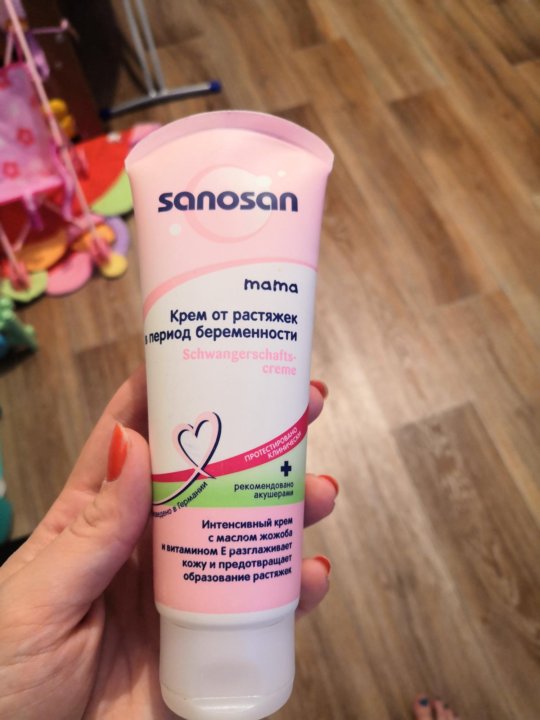 sanosan
mama
Крем от растяжек
в период беременности
Schwangerschafts-
creme
ПРОТЕСТИРОВАНО
КЛИНИЧЕСКИ
рекомендовано
акушерами
в Германии
Интенсивный крем
с маслом жожоба
и витамином Е разглаживает
кожу и предотвращает
образование растяжек